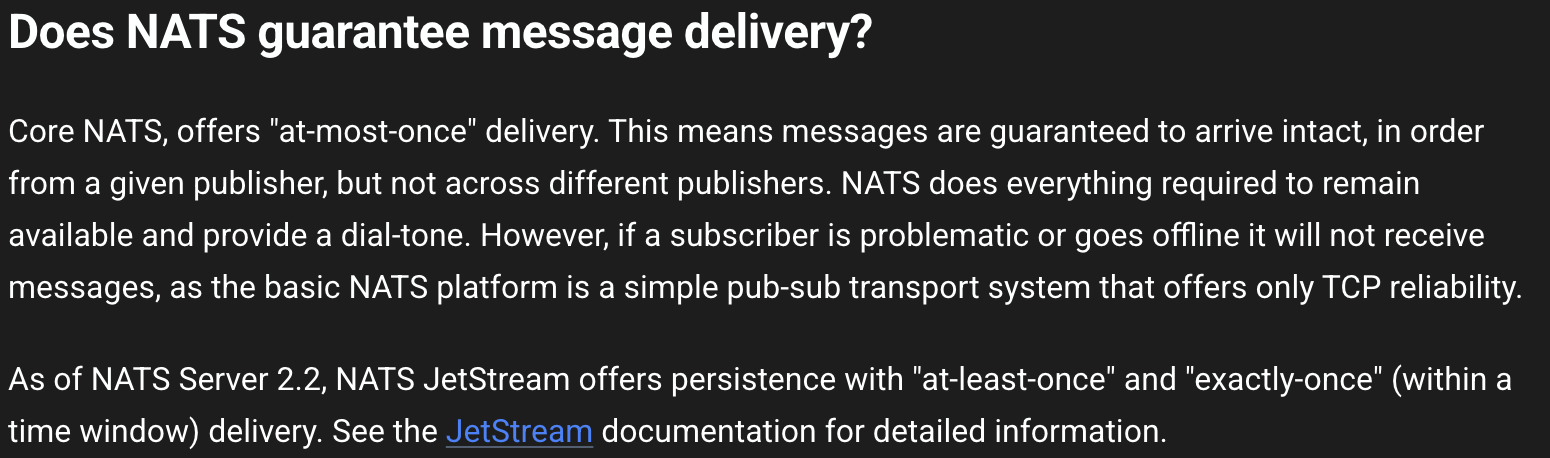 Does NATS guarantee message delivery?
Core NATS, offers "at-most-once" delivery. This means messages are guaranteed to arrive intact, in order
from a given publisher, but not across different publishers. NATS does everything required to remain
available and provide a dial-tone. However, if a subscriber is problematic or goes offline it will not receive
messages, as the basic NATS platform is a simple pub-sub transport system that offers only TCP reliability.
As of NATS Server 2.2, NATS JetStream offers persistence with "at-least-once" and "exactly-once" (within a
time window) delivery. See the JetStream documentation for detailed information.